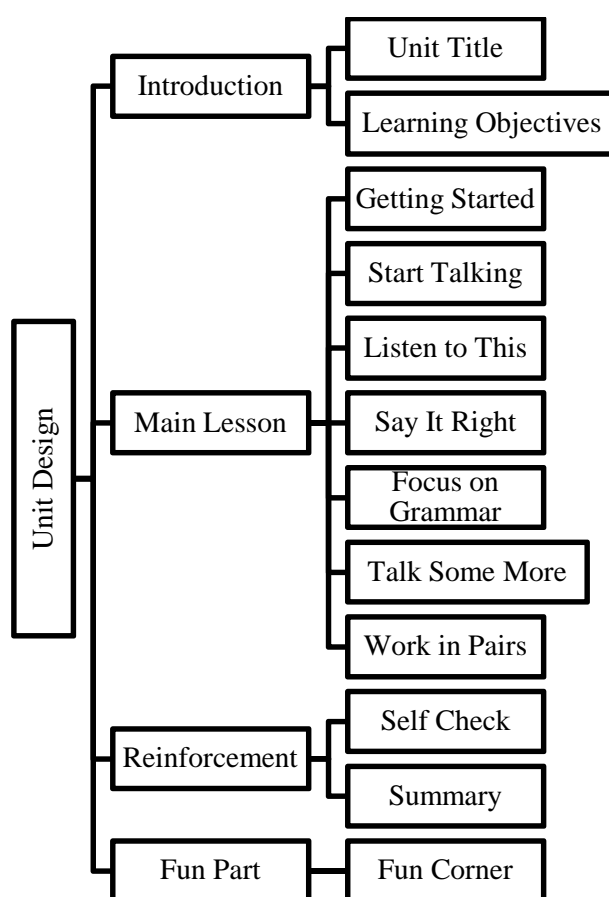 Unit Design
Introduction
Unit Title
Learning Objectives
Main Lesson
Getting Started
Start Talking
Listen to This
Say It Right
Focus on
Grammar
Talk Some More
Work in Pairs
Reinforcement
Self Check
Summary
Fun Part
Fun Corner